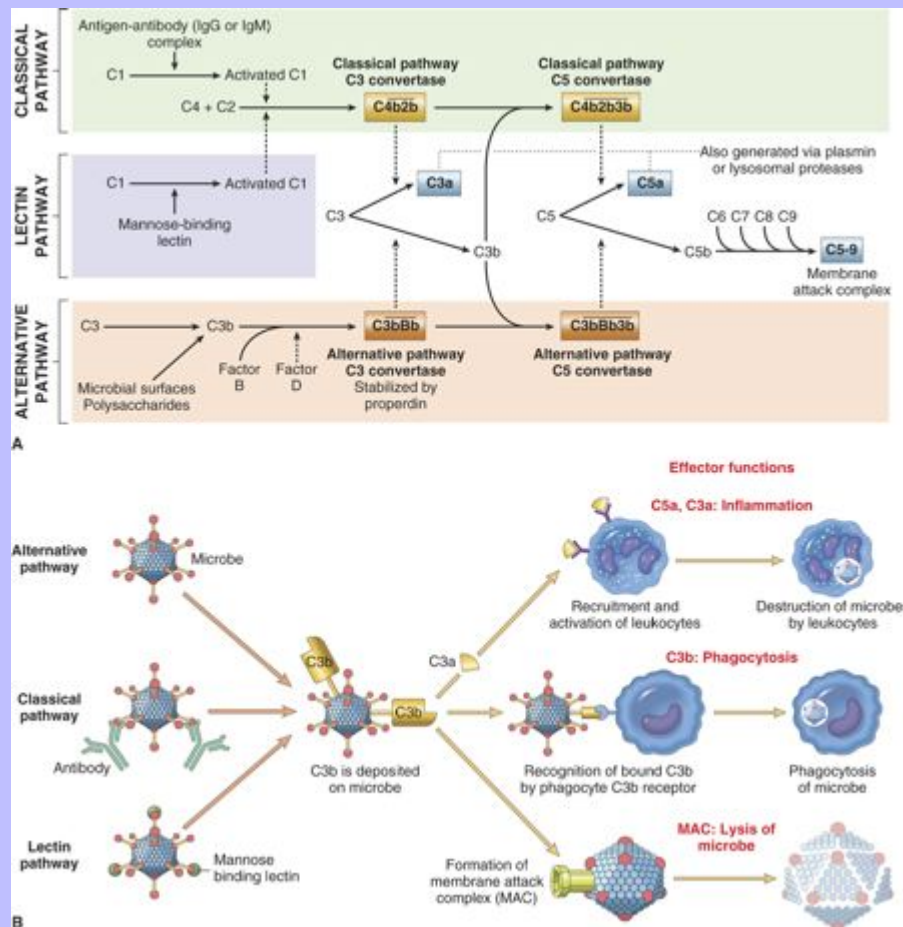 CLASSICAL
PATHWAY
Antigen-antibody (IgG or IgM)
complex
C1
Activated C1
C4 + C2
Classical pathway
C3 convertase
C4b2b
Classical pathway
C5 convertase
C4b2b3b
LECTIN
PATHWAY
C1
Activated C1
Mannose-binding
lectin
C3
C3a
C3b
C5
C5a
Also generated via plasmin
or lysosomal proteases
C5b
C6 C7 C8 C9
C5-9
Membrane
attack complex
ALTERNATIVE
PATHWAY
C3
C3b
Microbial surfaces
Polysaccharides
Factor
B
Factor
D
C3bBb
Alternative pathway
C3 convertase
Stabilized by
properdin
C3bBb3b
Alternative pathway
C5 convertase
A
Effector functions
Alternative
pathway
Microbe
Classical
pathway
Antibody
Lectin
pathway
Mannose
binding lectin
C3b
C3b
C3b is deposited
on microbe
C3a
C5a, C3a: Inflammation
Recruitment and
activation of leukocytes
Destruction of microbe
by leukocytes
C3b: Phagocytosis
Recognition of bound C3b
by phagocyte C3b receptor
Phagocytosis
of microbe
MAC: Lysis of
microbe
Formation of
membrane attack
complex (MAC)
B